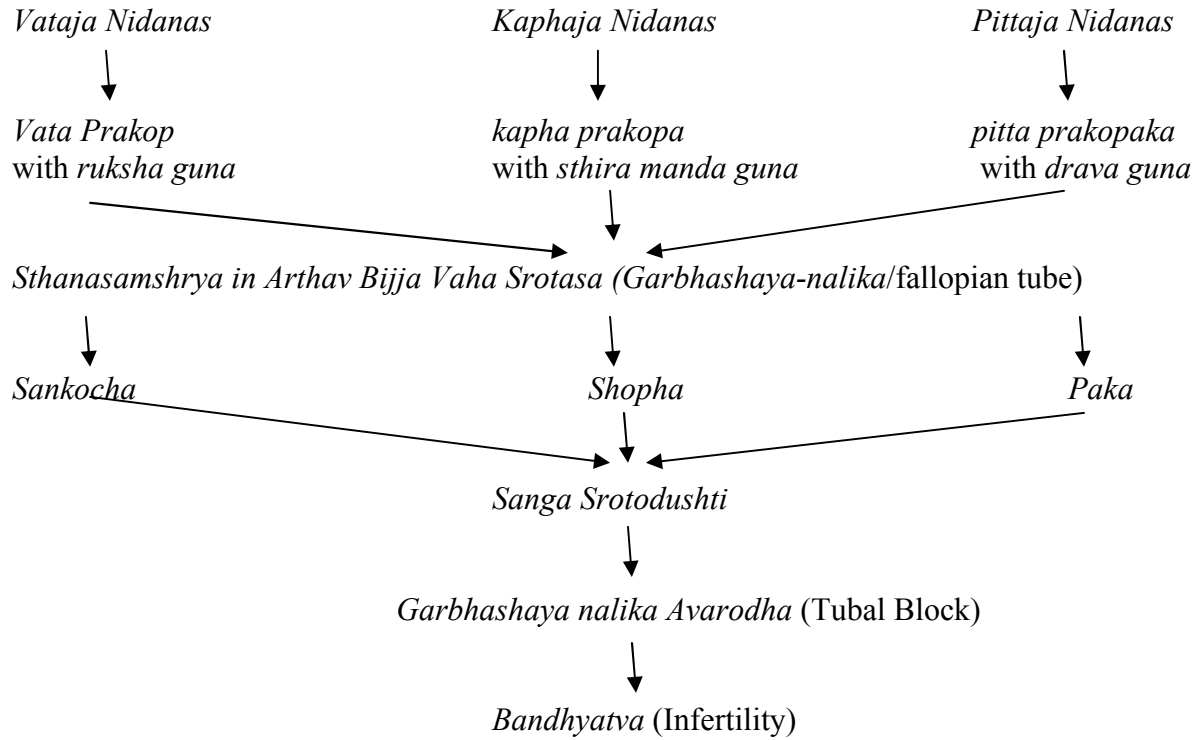 Vataja Nidanas Kaphaja Nidanas Pittaja Nidanas
Vata Prakop kapha prakopa pitta prakopaka
with ruksha guna with sthira manda guna with drava guna
Sthanasamshrya in Arthav Bijja Vaha Srotasa (Garbhashaya-nalika/fallopian tube)
Sankocha Shopha Paka
Sanga Srotodushti
Garbhashaya nalika Avarodha (Tubal Block)
Bandhyatva (Infertility)